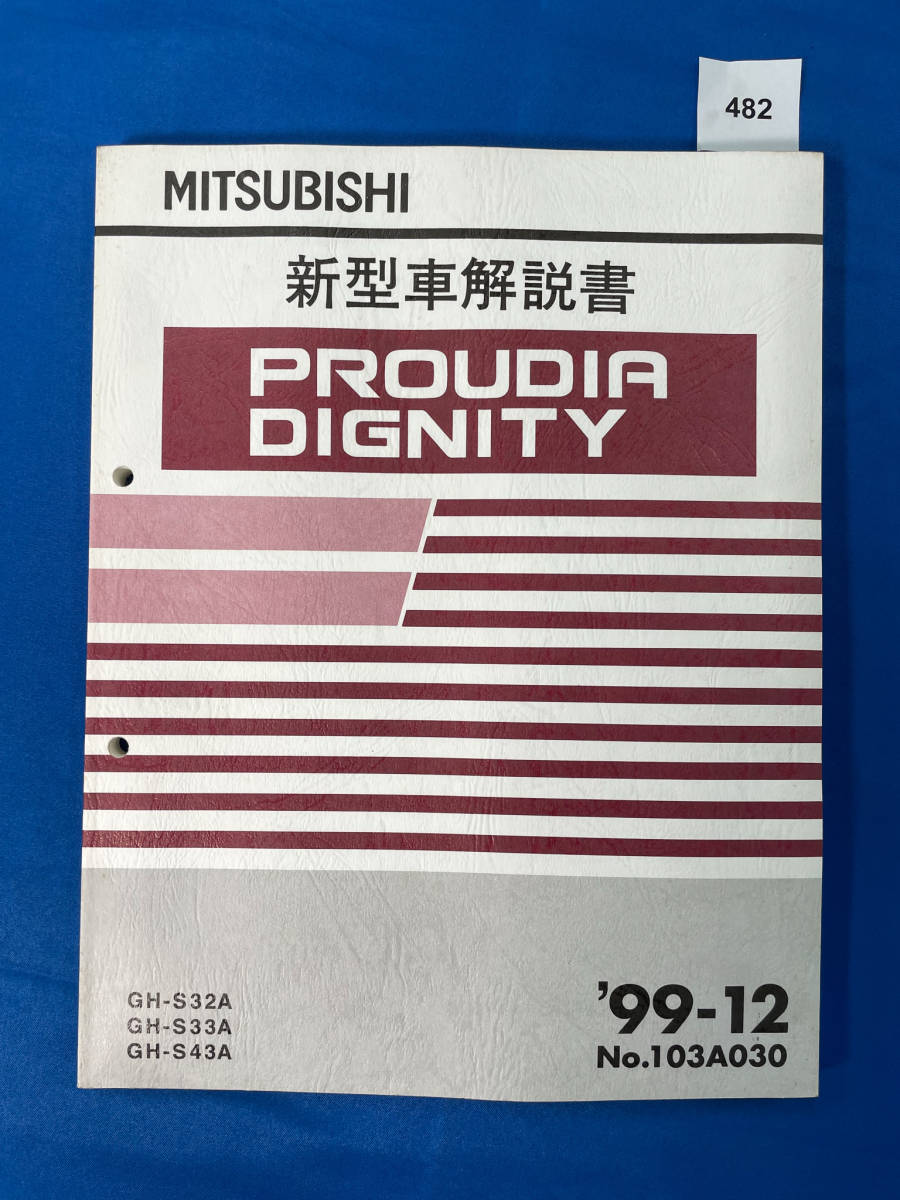 482
MITSUBISHI
新型車解説書
PROUDIA
DIGNITY
GH-S32A
GH-S33A
GH-S43A
'99-12
No.103A030